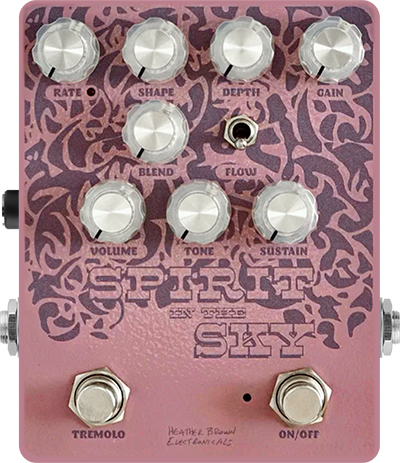 RATE SHAPE DEPTH GAIN
BLEND FLOW
VOLUME TONE SUSTAIN
SPIRIT
IN THE
SKY
TREMOLO HEATHER BROWN ON/OFF
ELECTRONICALS